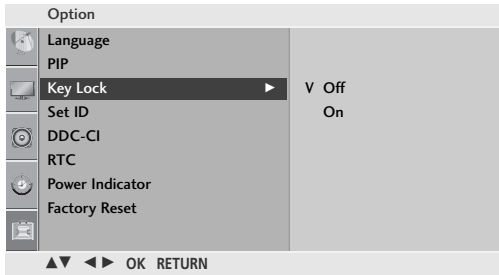 Option
Language
PIP
Key Lock ► V Off
Set ID On
DDC-CI
RTC
Power Indicator
Factory Reset
▲▼ ◄► OK RETURN